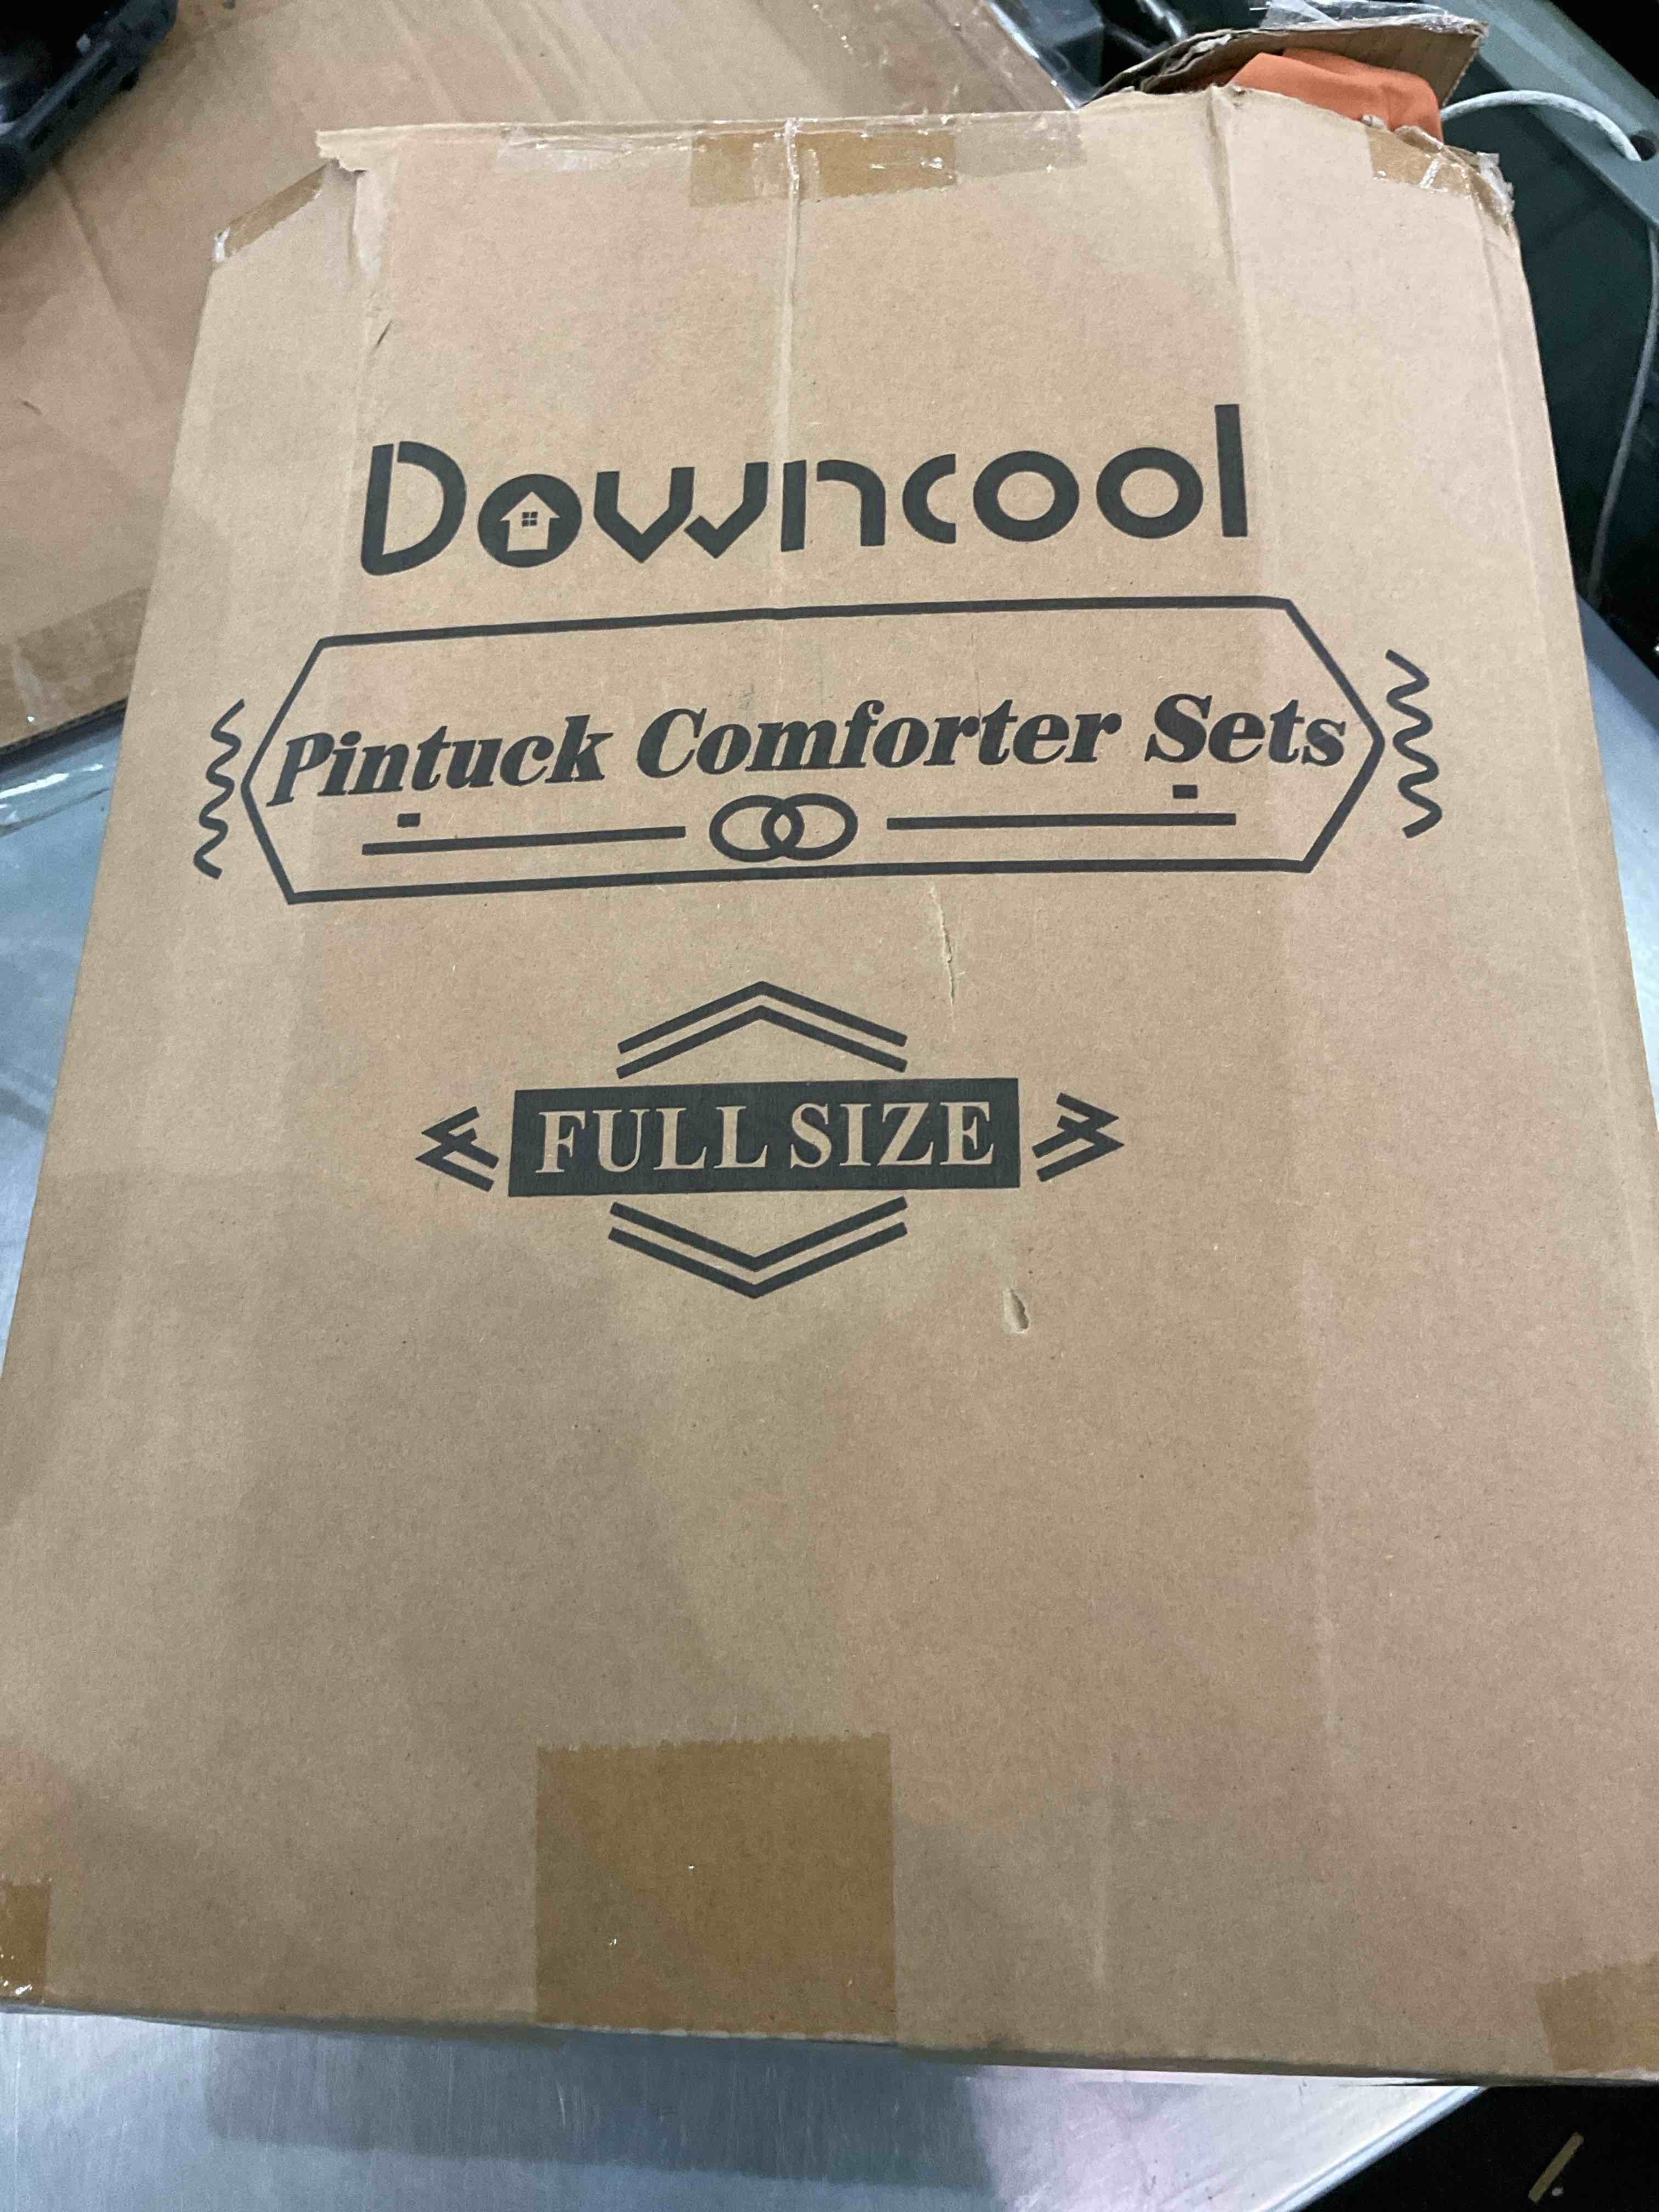 Downcool
Pintuck Comforter Sets
FULL SIZE